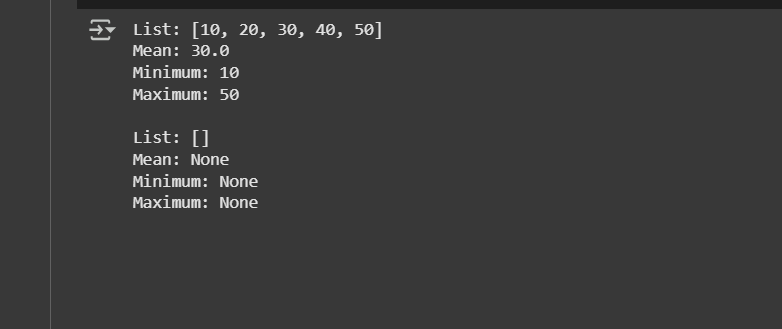 List: [10, 20, 30, 40, 50]
Mean: 30.0
Minimum: 10
Maximum: 50
List: []
Mean: None
Minimum: None
Maximum: None